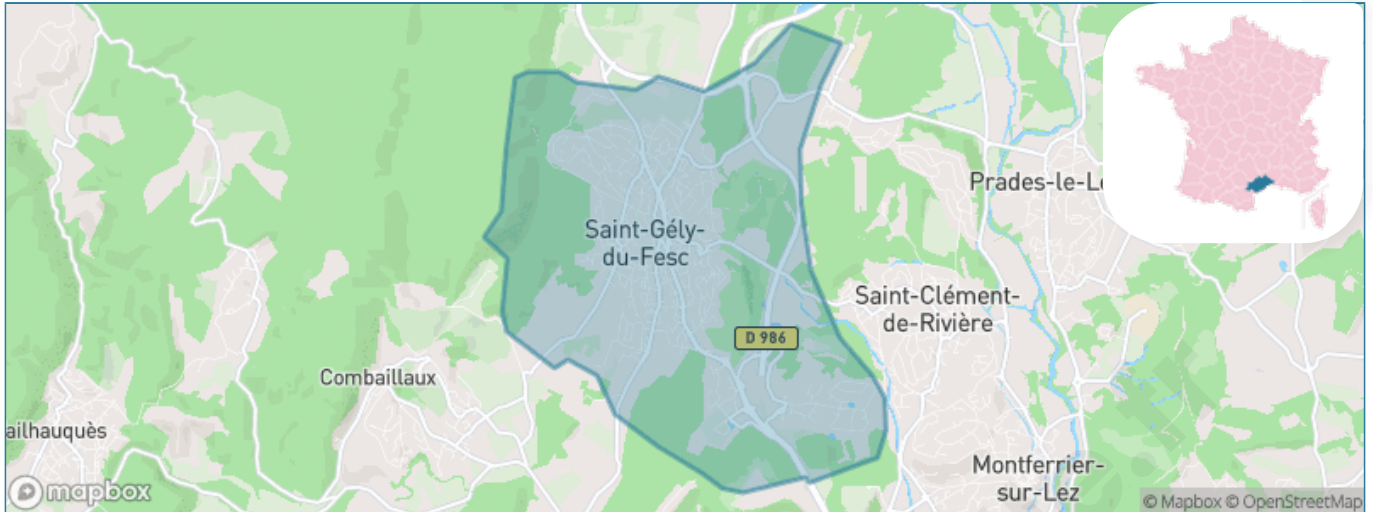 Prades-le-Le
Saint-Gély-
du-Fesc
Saint-Clément-
de-Rivière
D 986
Combaillaux
ailhauquès
Montferrier-
sur-Lez
mapbox
© Mapbox © OpenStreetMap